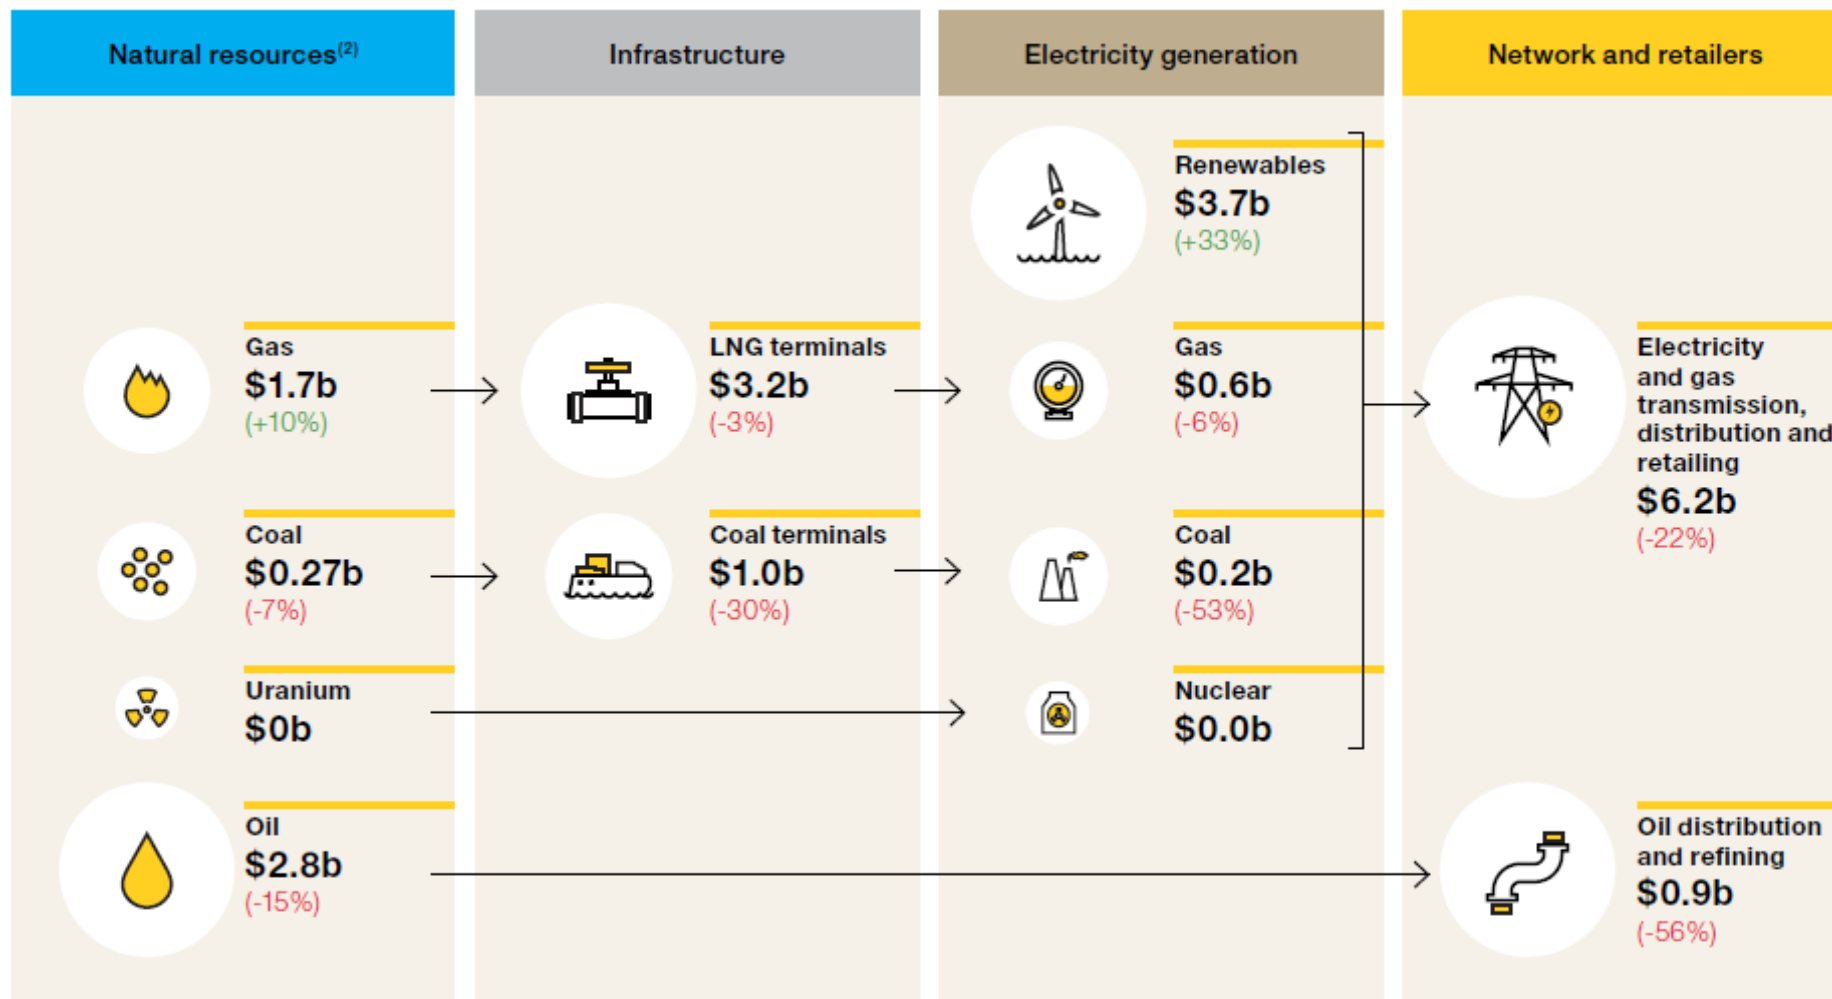 Natural resources(2)
Gas
$1.7b
(+10%)
Coal
$0.27b
(-7%)
Uranium
$0b
Oil
$2.8b
(-15%)
Infrastructure
LNG terminals
$3.2b
(-3%)
Coal terminals
$1.0b
(-30%)
Electricity generation
Renewables
$3.7b
(+33%)
Gas
$0.6b
(-6%)
Coal
$0.2b
(-53%)
Nuclear
$0.0b
Network and retailers
Electricity
and gas
transmission,
distribution and
retailing
$6.2b
(-22%)
Oil distribution
and refining
$0.9b
(-56%)